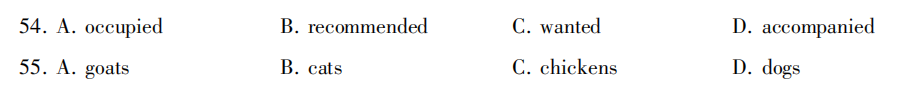 54. A. occupied B. recommended C. wanted D. accompanied
55. A. goats B. cats C. chickens D. dogs